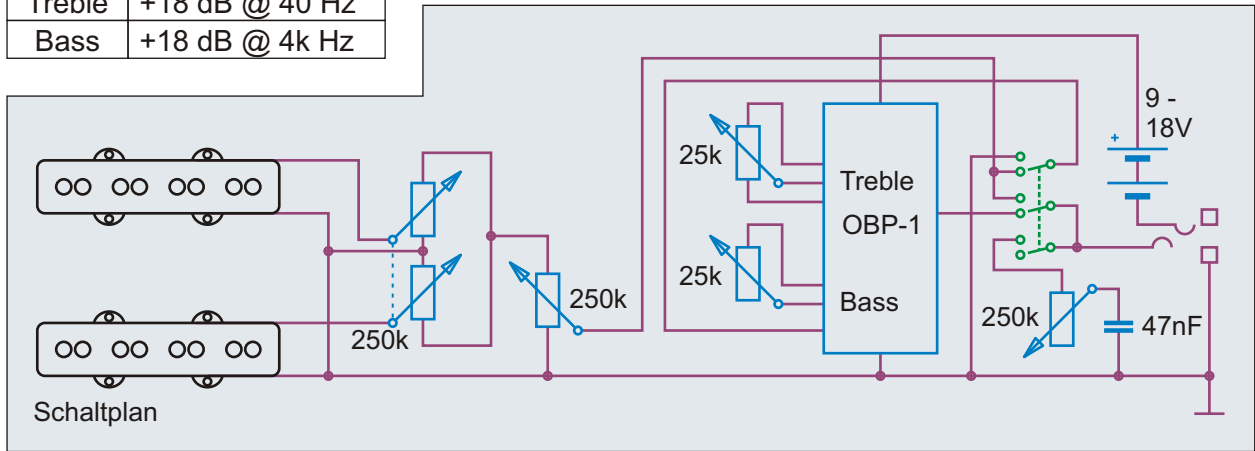 Treble +18 dB @ 40 Hz
Bass +18 dB @ 4k Hz
9 -
18V
+
25k
Treble
OBP-1
25k
Bass
250k
250k
250k
47nF
Schaltplan